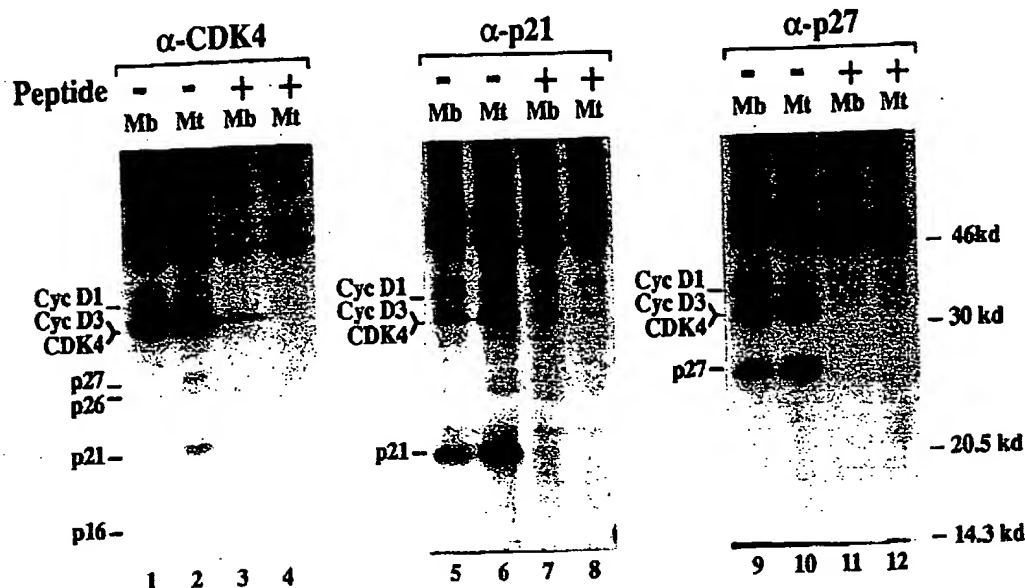 α-CDK4 α-p21 α-p27
Peptide - - + + - - + + - - + +
Mb Mt Mb Mt Mb Mt Mb Mt Mb Mt Mb Mt
Cyc D1
Cyc D3
CDK4
p27
p26
p21
p16
Cyc D1
Cyc D3
CDK4
p21
Cyc D1
Cyc D3
CDK4
p27
46kd
30 kd
20.5 kd
14.3 kd
1 2 3 4 5 6 7 8 9 10 11 12